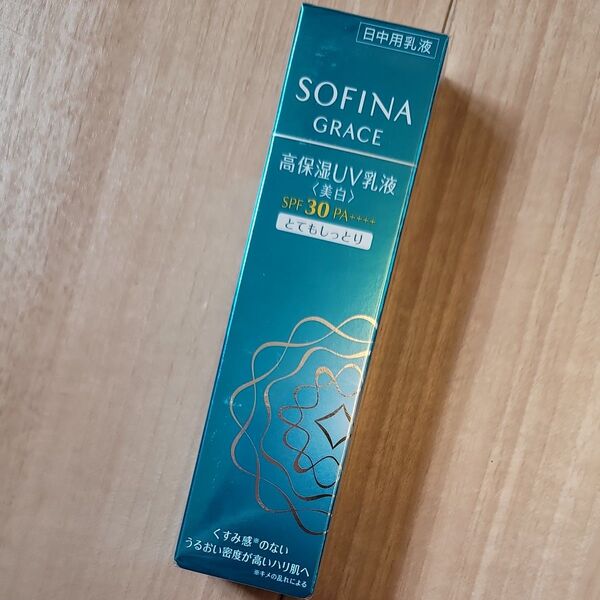 日中用乳液
SOFINA
GRACE
高保湿UV乳液
〈美白〉
SPF 30 PA++++
とてもしっとり
くすみ感※のない
うるおい密度が高いハリ肌へ
※キメの乱れによる